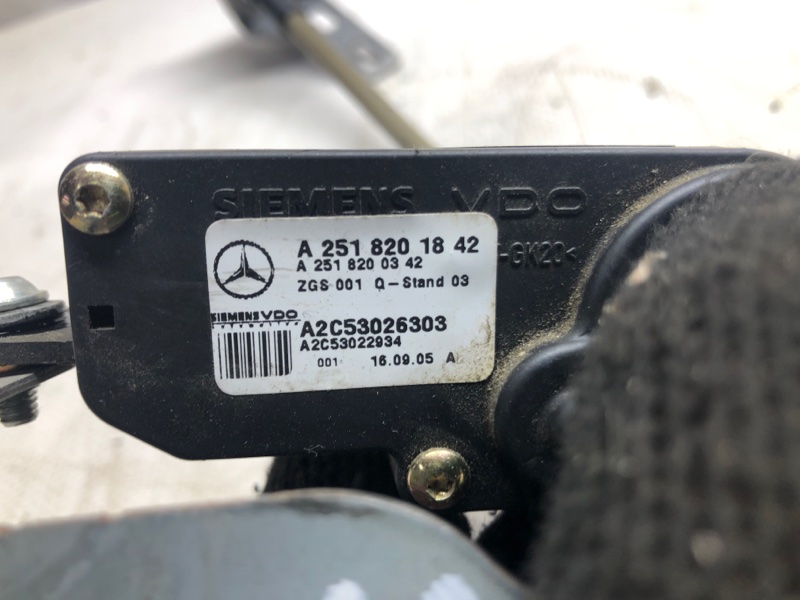 SIEMENS VDO
A 251 820 18 42
A 251 820 03 42
-GK20<
ZGS 001 Q-Stand 03
SIEMENS VDO
A2C53026303
A2C53022934
001 16.09.05 A